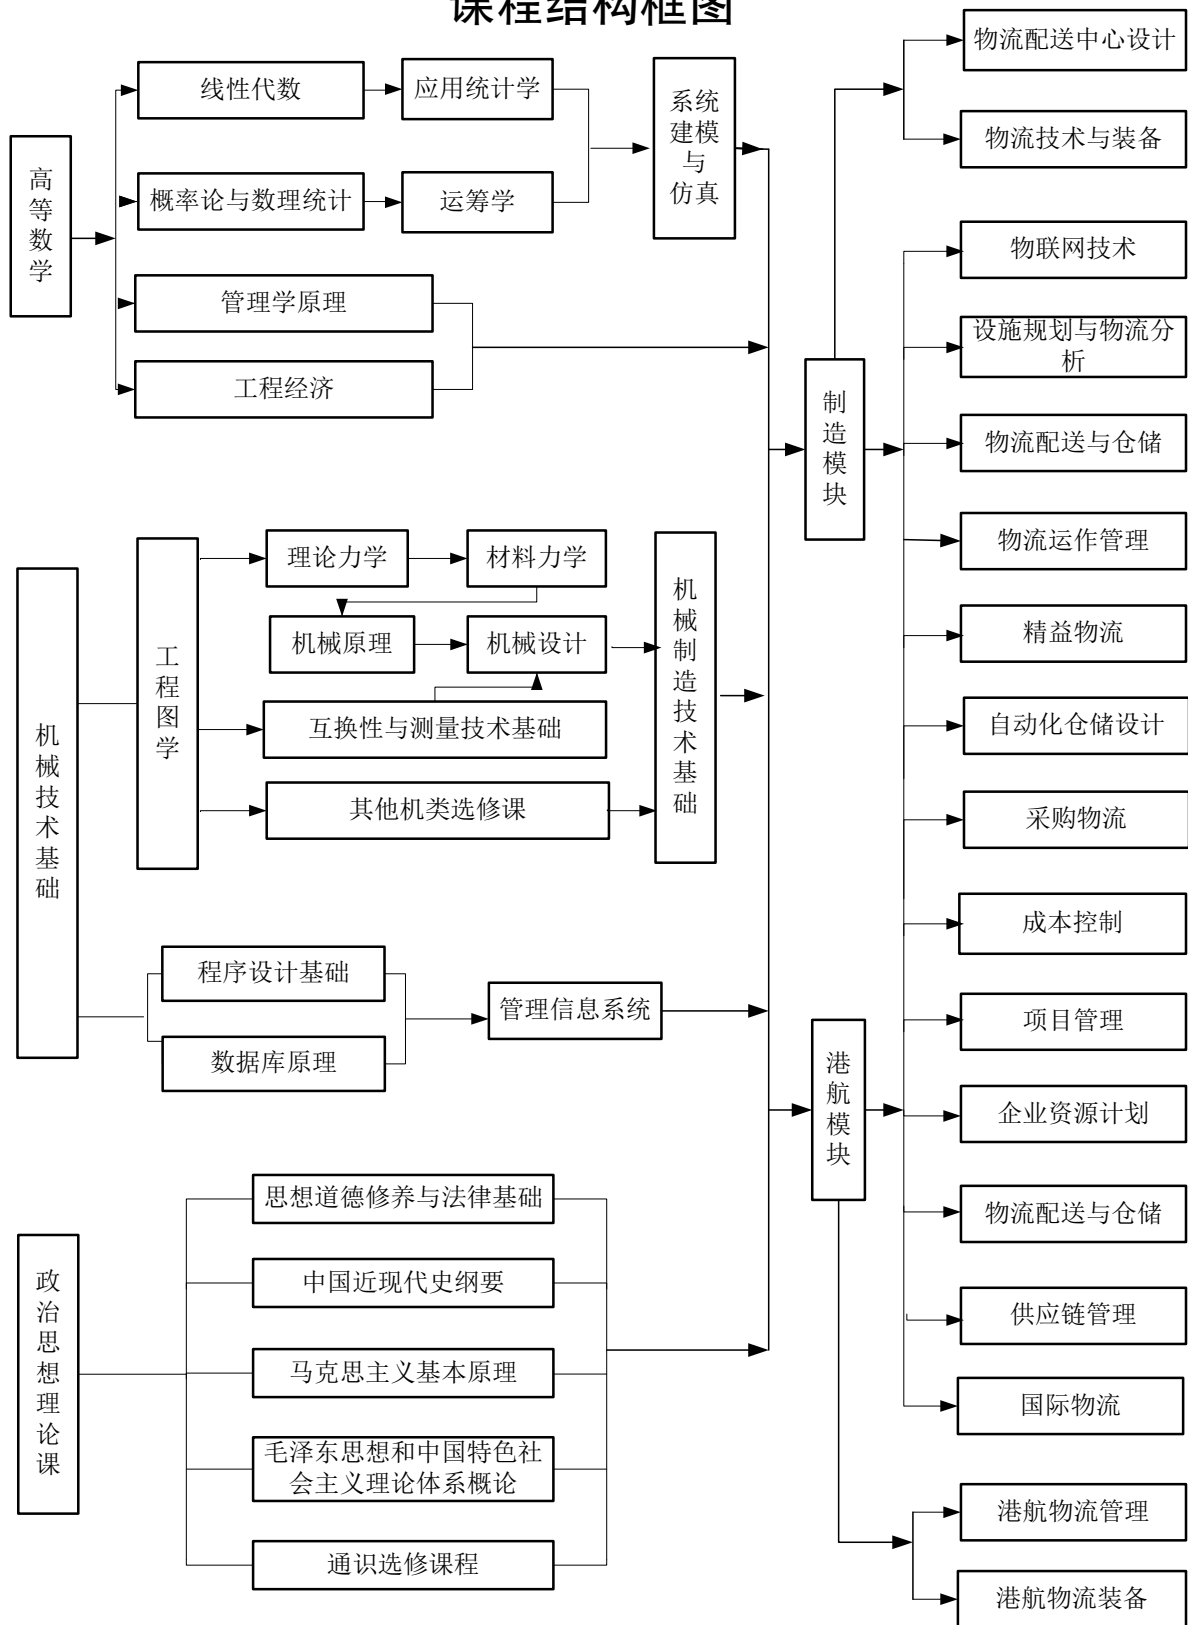 课程结构框图
高等数学
线性代数
应用统计学
概率论与数理统计
运筹学
系统
建模
与
仿真
管理学原理
工程经济
机械技术基础
工程图学
理论力学
材料力学
机械原理
机械设计
互换性与测量技术基础
其他机类选修课
机械制造技术基础
程序设计基础
数据库原理
管理信息系统
政治思想理论课
思想道德修养与法律基础
中国近现代史纲要
马克思主义基本原理
毛泽东思想和中国特色社
会主义理论体系概论
通识选修课程
制造模块
港航模块
物流配送中心设计
物流技术与装备
物联网技术
设施规划与物流分
析
物流配送与仓储
物流运作管理
精益物流
自动化仓储设计
采购物流
成本控制
项目管理
企业资源计划
物流配送与仓储
供应链管理
国际物流
港航物流管理
港航物流装备